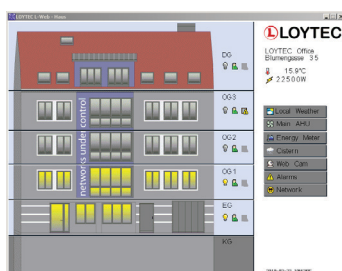 LOYTEC L-Web - Home
LOYTEC
LOYTEC Office
Blumengasse 35
15.9°C
22500W
DG
OG3
OG2
OG1
EG
KG
networks under control
Local Weather
Main AHU
Energy Meter
Cistern
Web Cam
Alarms
Network